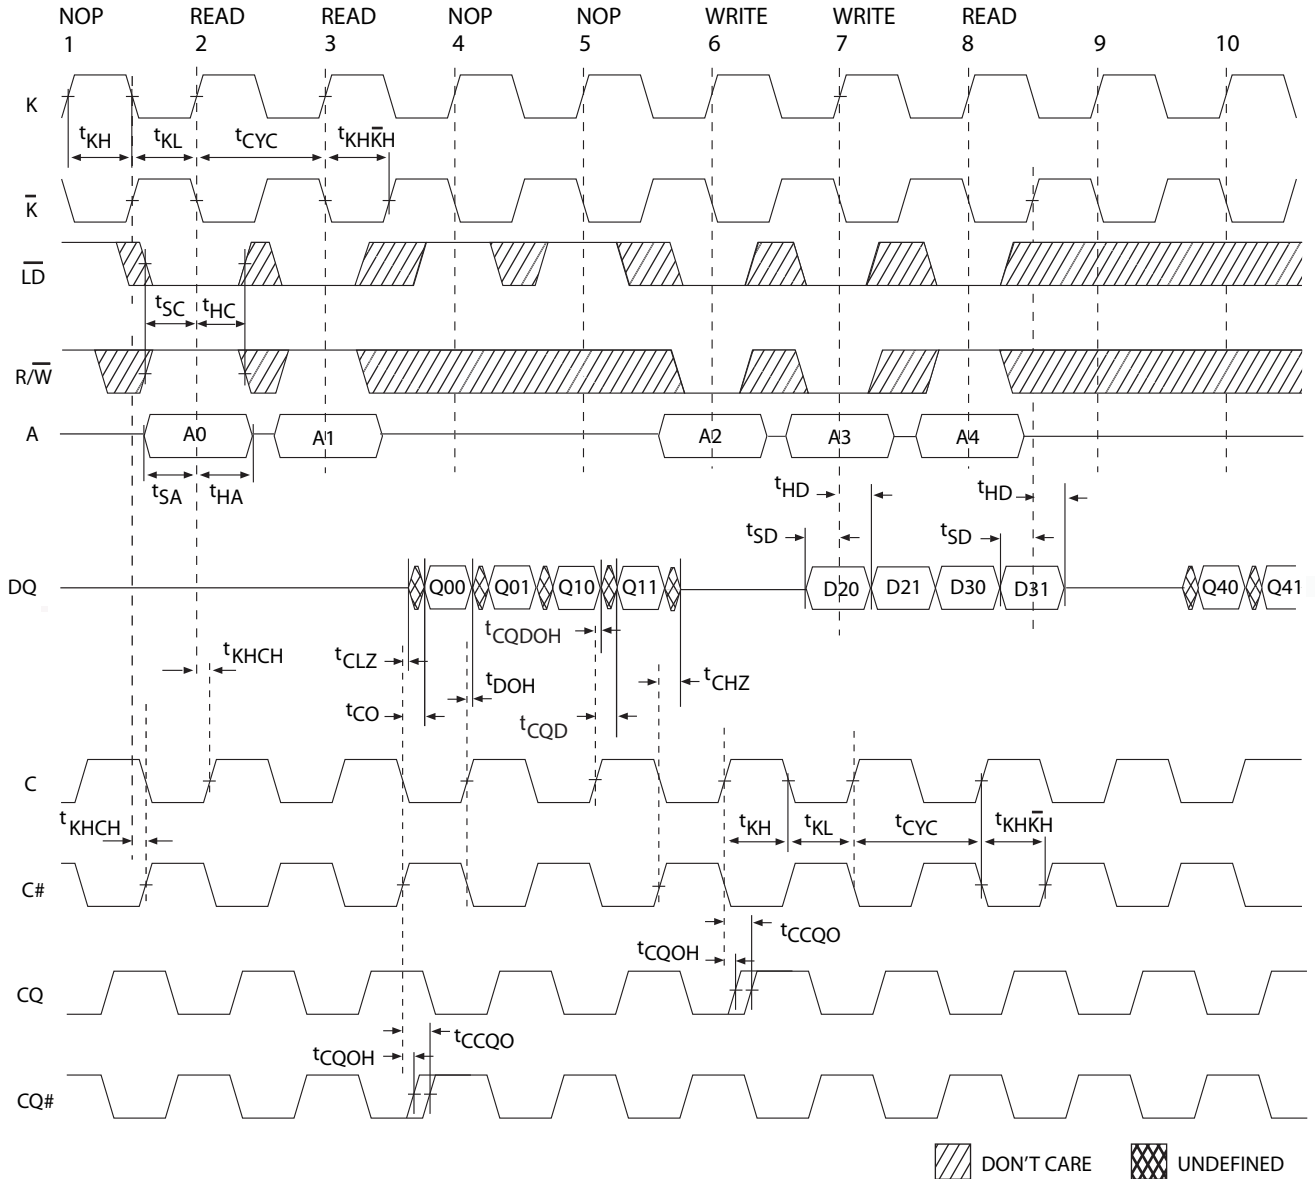 NOP READ READ NOP NOP WRITE WRITE READ
1 2 3 4 5 6 7 8 9 10
K
tKH tKL tCYC tKHK̅H
K̅
L̅D̅
tSC tHC
R/W̅
A A0 A1 A2 A3 A4
tSA tHA tHD tHD
tSD tSD
DQ Q00 Q01 Q10 Q11 D20 D21 D30 D31 Q40 Q41
tCQDOH
tKHCH tCLZ tDOH tCHZ
tCO tCQD
C
tKHCH tKH tKL tCYC tKHK̅H
C#
tCCQO
tCQOH
CQ
tCCQO
tCQOH
CQ#
DON'T CARE UNDEFINED